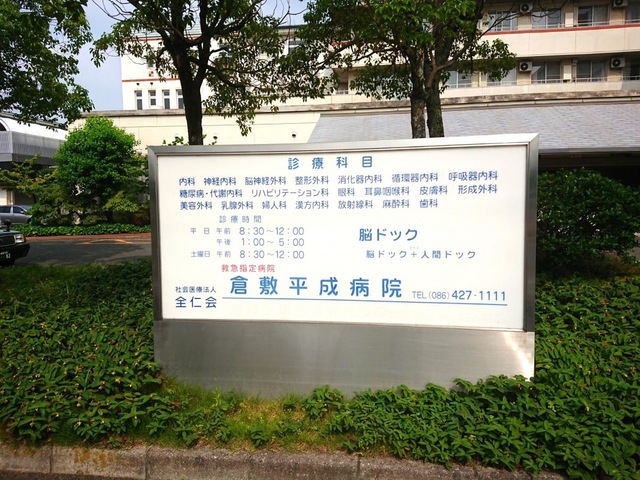 診療科目
内科 神経内科 脳神経外科 整形外科 消化器内科 循環器内科 呼吸器内科
糖尿病・代謝内科 リハビリテーション科 眼科 耳鼻咽喉科 皮膚科 形成外科
美容外科 乳腺外科 婦人科 漢方内科 放射線科 麻酔科 歯科
診療時間
平日 午前 8:30~12:00
午後 1:00~5:00
土曜日 午前 8:30~12:00
脳ドック
脳ドック+人間ドック
救急指定病院
社会医療法人
全仁会
倉敷平成病院 TEL(086)427-1111